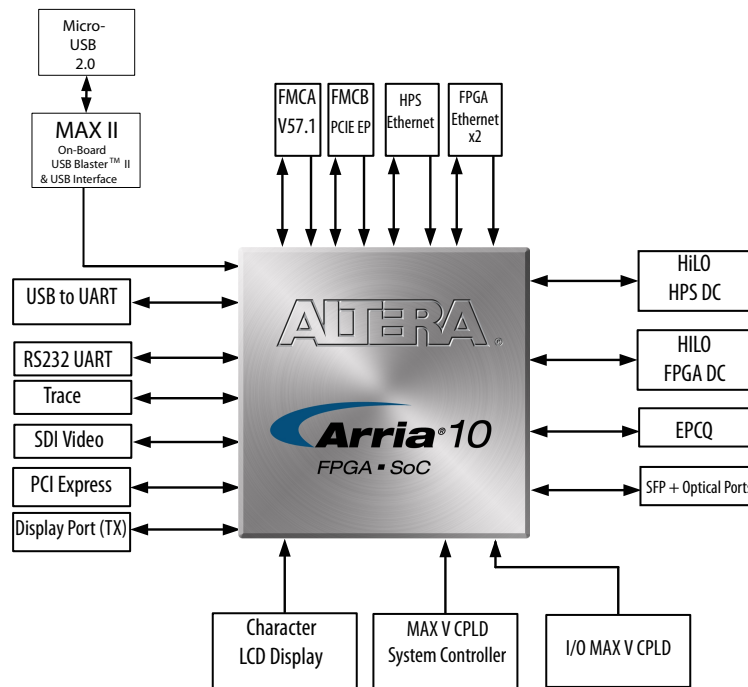 Micro-
USB
2.0
MAX II
On-Board
USB Blaster™ II
& USB Interface
FMCA
V57.1
FMCB
PCIE EP
HPS
Ethernet
FPGA
Ethernet
x2
USB to UART
RS232 UART
Trace
SDI Video
PCI Express
Display Port (TX)
ALTERA®
Arria® 10
FPGA ▪ SoC
HiLO
HPS DC
HILO
FPGA DC
EPCQ
SFP + Optical Ports
Character
LCD Display
MAX V CPLD
System Controller
I/O MAX V CPLD